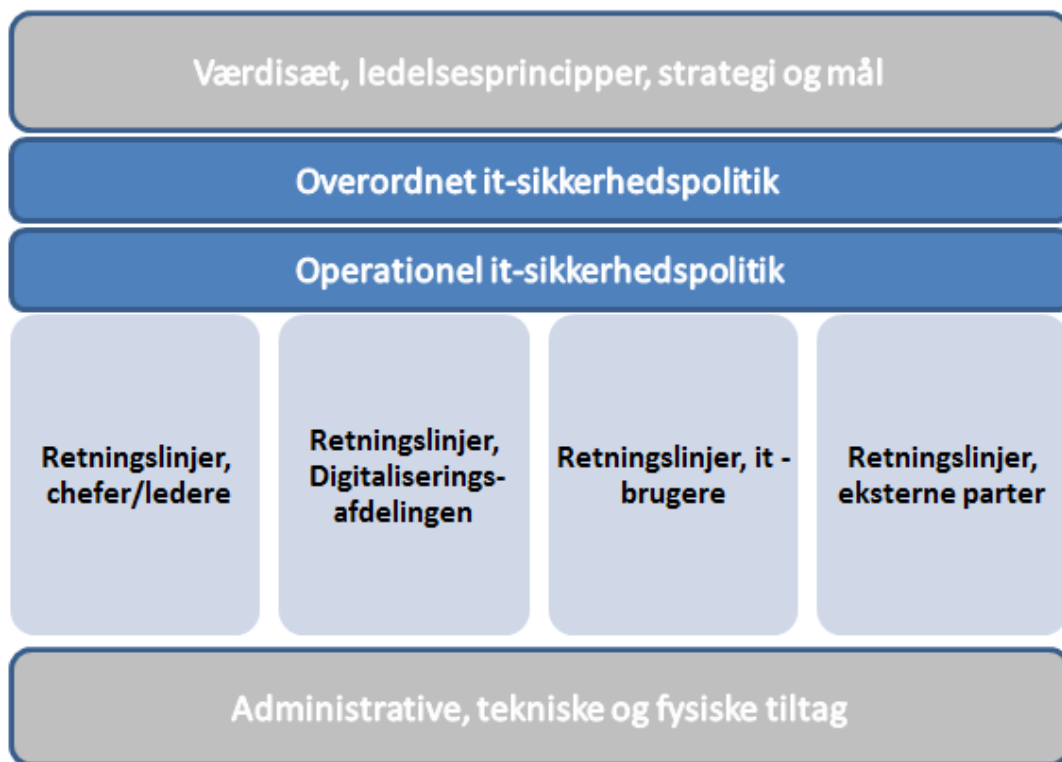 Værdisæt, ledelsesprincipper, strategi og mål
Overordnet it-sikkerhedspolitik
Operationel it-sikkerhedspolitik
Retningslinjer,
chefer/ledere
Retningslinjer,
Digitaliserings-
afdelingen
Retningslinjer, it -
brugere
Retningslinjer,
eksterne parter
Administrative, tekniske og fysiske tiltag